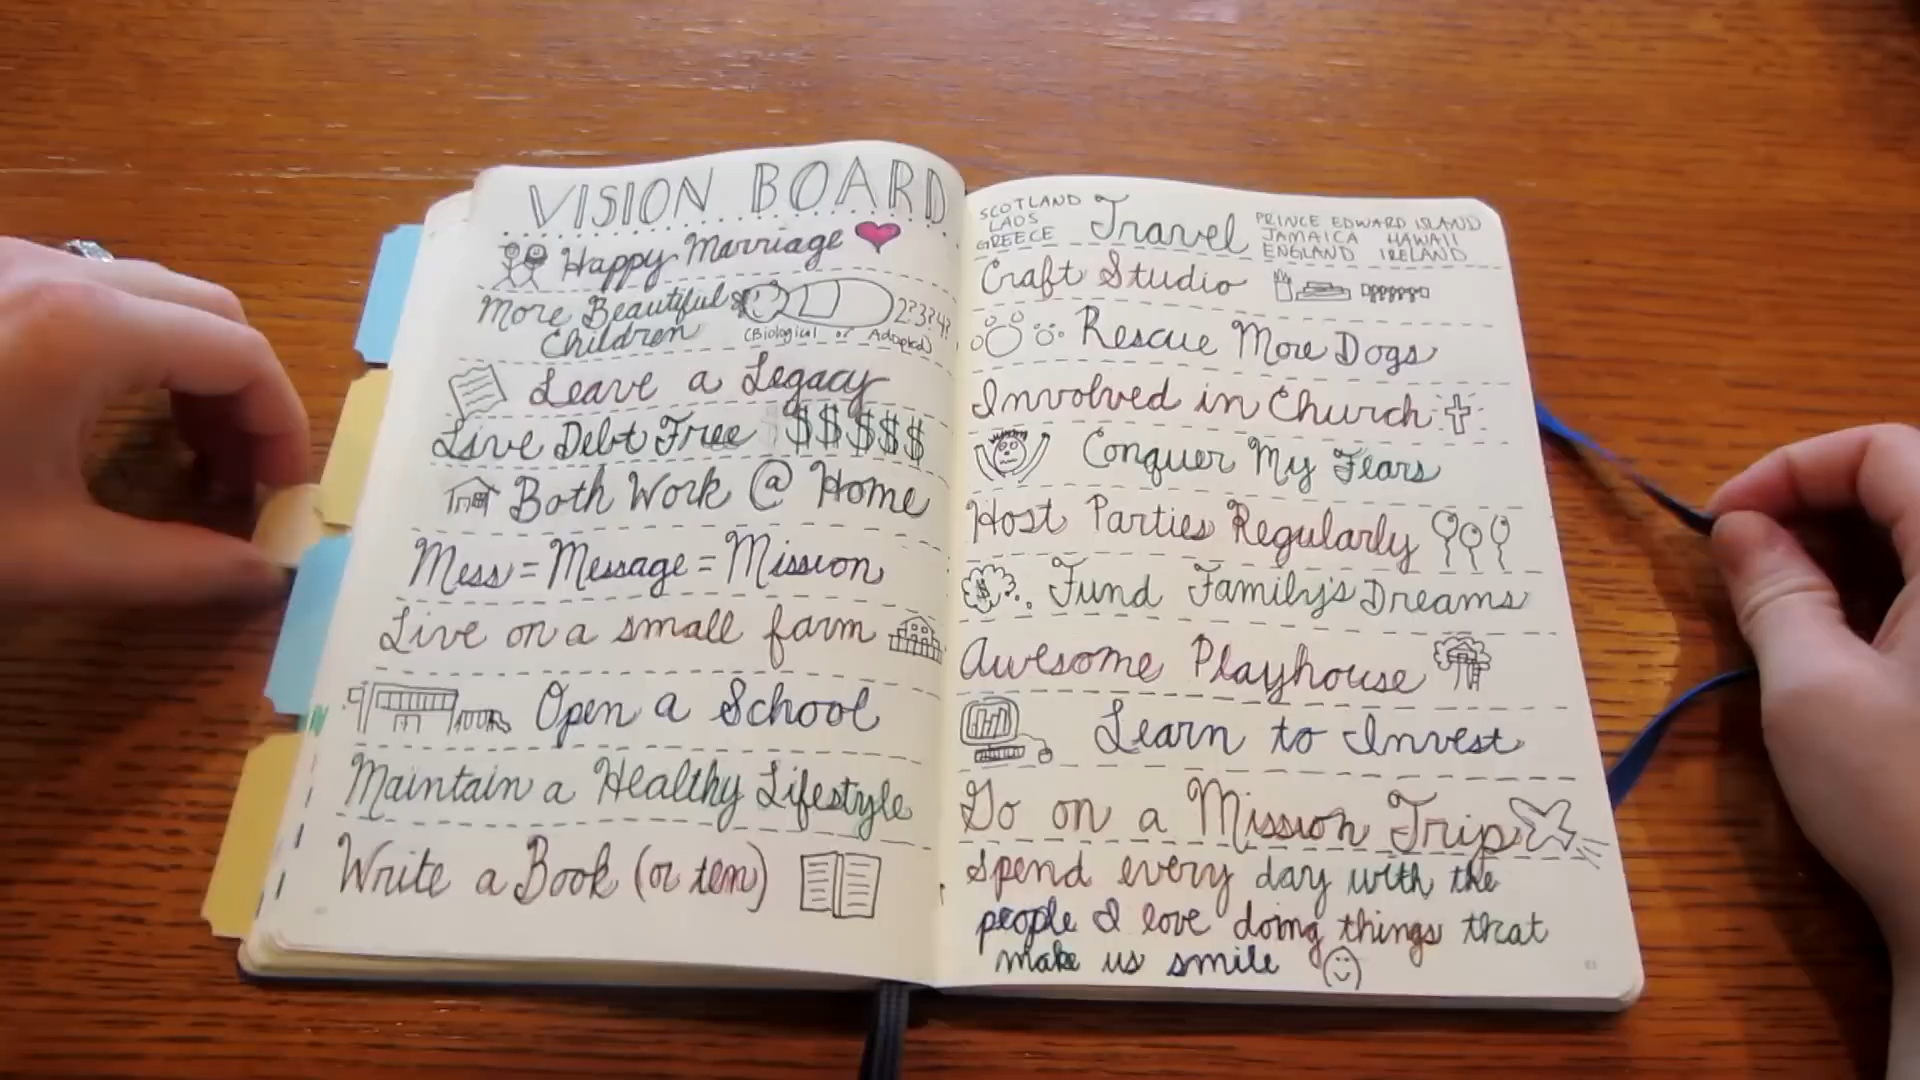 VISION BOARD
Happy Marriage
More Beautiful
Children
2?3?4?
(Biological or Adopted)
Leave a Legacy
Live Debt Free $$$$$
Both Work @ Home
Mess = Message = Mission
Live on a small farm
Open a School
Maintain a Healthy Lifestyle
Write a Book (or ten)
SCOTLAND
LAOS
GREECE
Travel
PRINCE EDWARD ISLAND
JAMAICA HAWAII
ENGLAND IRELAND
Craft Studio
Rescue More Dogs
Involved in Church
Conquer My Fears
Host Parties Regularly
$
Fund Family's Dreams
Awesome Playhouse
Learn to Invest
Go on a Mission Trip
Spend every day with the
people I love doing things that
make us smile